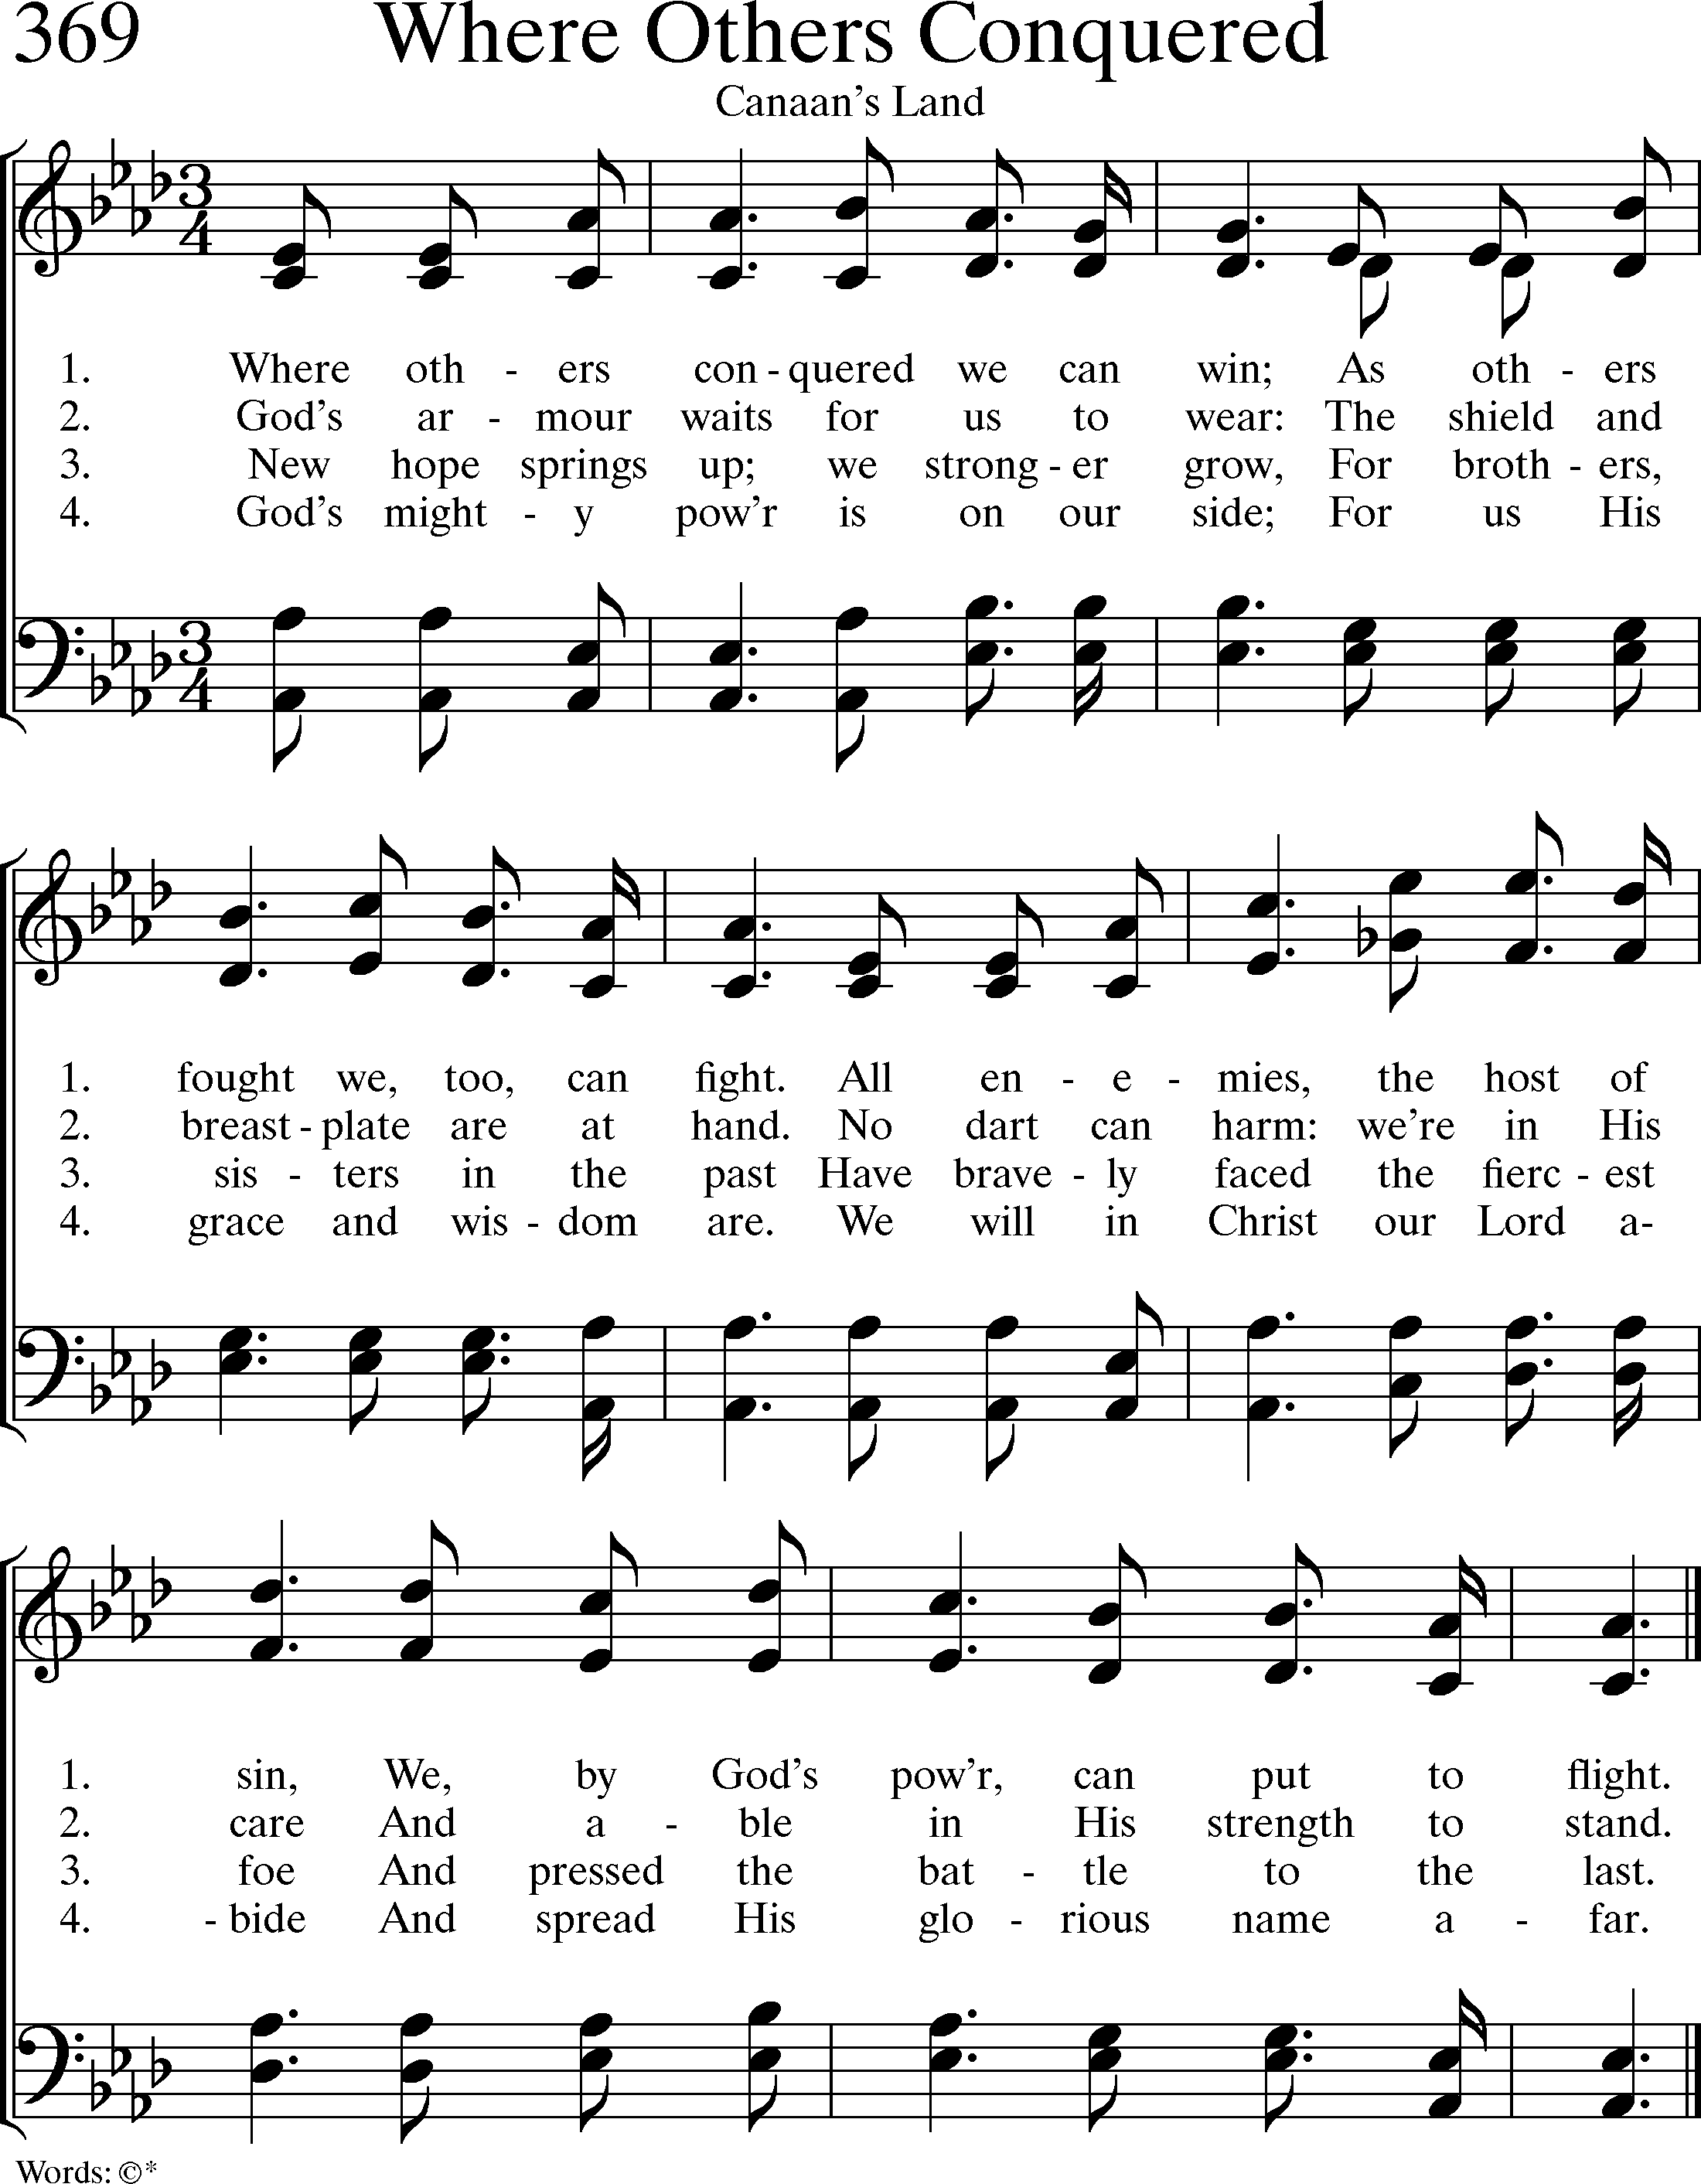 369 Where Others Conquered
Canaan's Land
3
4
1. Where oth - ers con - quered we can win; As oth - ers
2. God's ar - mour waits for us to wear: The shield and
3. New hope springs up; we strong - er grow, For broth - ers,
4. God's might - y pow'r is on our side; For us His
3
4
1. fought we, too, can fight. All en - e - mies, the host of
2. breast - plate are at hand. No dart can harm: we're in His
3. sis - ters in the past Have brave - ly faced the fierc - est
4. grace and wis - dom are. We will in Christ our Lord a-
1. sin, We, by God's pow'r, can put to flight.
2. care And a - ble in His strength to stand.
3. foe And pressed the bat - tle to the last.
4. - bide And spread His glo - rious name a - far.
Words: ©*